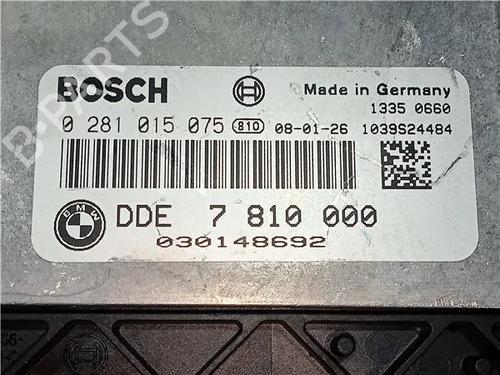 BOSCH
Made in Germany
1335 0660
0 281 015 075 810 08-01-26 1039S24484
BMW DDE 7 810 000
030148692
B-PARTS